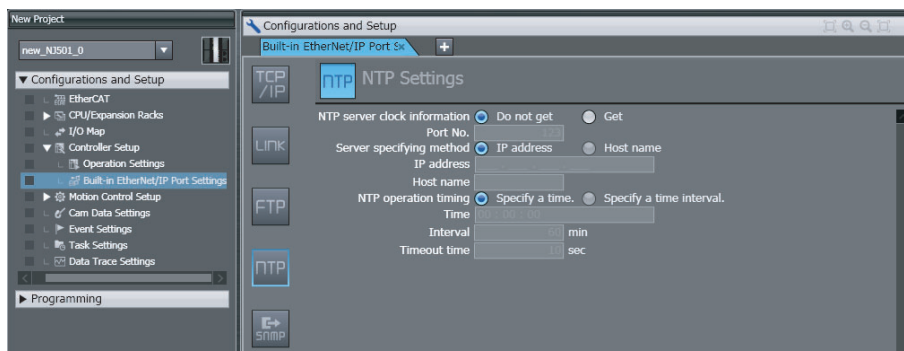 New Project
new_NJ501_0
Configurations and Setup
EtherCAT
CPU/Expansion Racks
I/O Map
Controller Setup
Operation Settings
Built-in EtherNet/IP Port Settings
Motion Control Setup
Cam Data Settings
Event Settings
Task Settings
Data Trace Settings
Programming
Configurations and Setup
Built-in EtherNet/IP Port S
TCP
/IP
LINK
FTP
NTP
SNMP
NTP NTP Settings
NTP server clock information Do not get Get
Port No. 123
Server specifying method IP address Host name
IP address
Host name
NTP operation timing Specify a time. Specify a time interval.
Time 00 : 00 : 00
Interval 60 min
Timeout time 10 sec